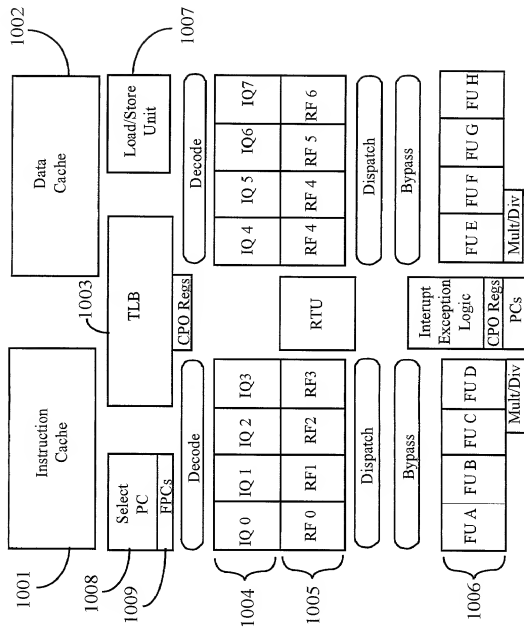 1002
1007
1003
Data
Cache
Instruction
Cache
Load/Store
Unit
TLB
CPO Regs
Select
PC
FPCs
1001
1008
1009
Decode
Decode
IQ 0
IQ 1
IQ 2
IQ3
IQ 4
IQ 5
IQ6
IQ7
1004
RF 0
RF1
RF2
RF3
RTU
RF 4
RF 4
RF 5
RF 6
1005
Dispatch
Dispatch
Bypass
Bypass
FU A
FU B
FU C
FU D
Mult/Div
Interupt
Exception
Logic
CPO Regs
PCs
FU E
FU F
FU G
FU H
Mult/Div
1006